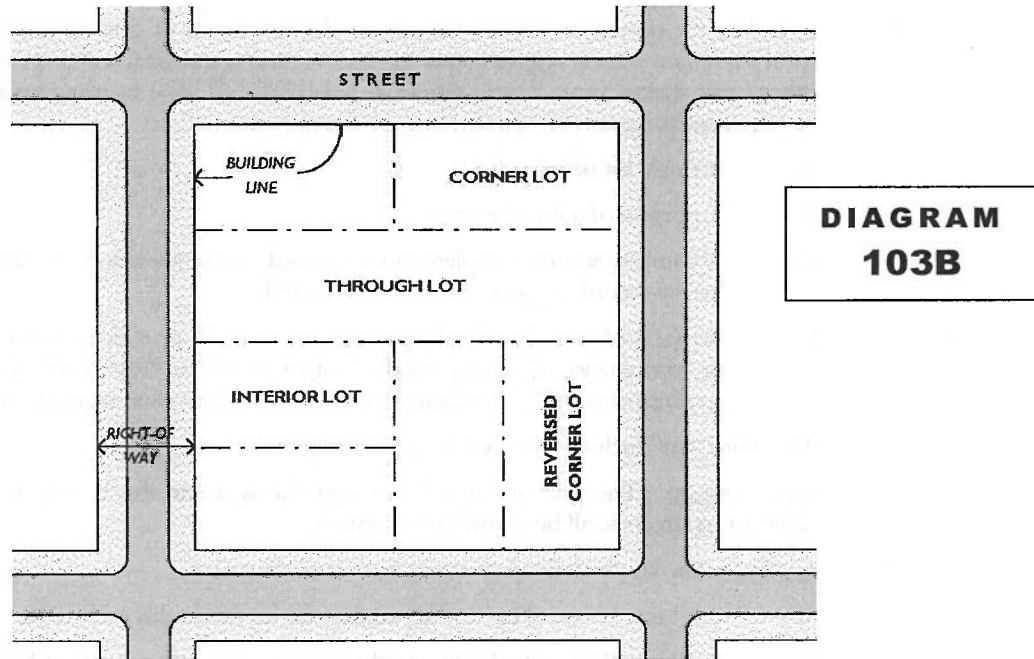 STREET
BUILDING
LINE
CORNER LOT
DIAGRAM
103B
THROUGH LOT
INTERIOR LOT
REVERSED
CORNER LOT
RIGHT-OF
WAY